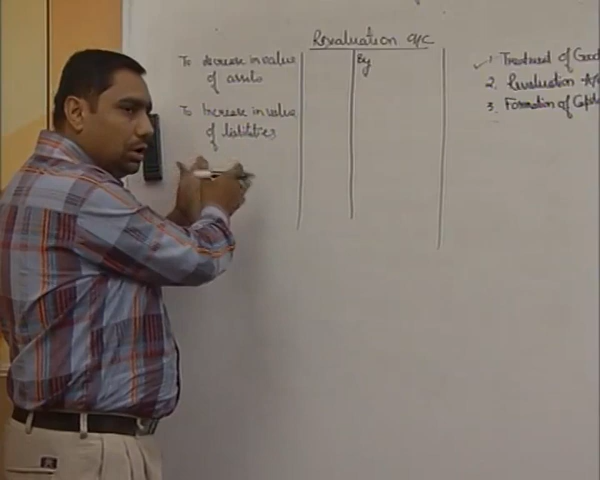 Revaluation a/c
To decrease in value
of assets
By
To Increase in value
of liabilities
1 Treatment of Good
2. Revaluation A/c
3. Formation of Capit